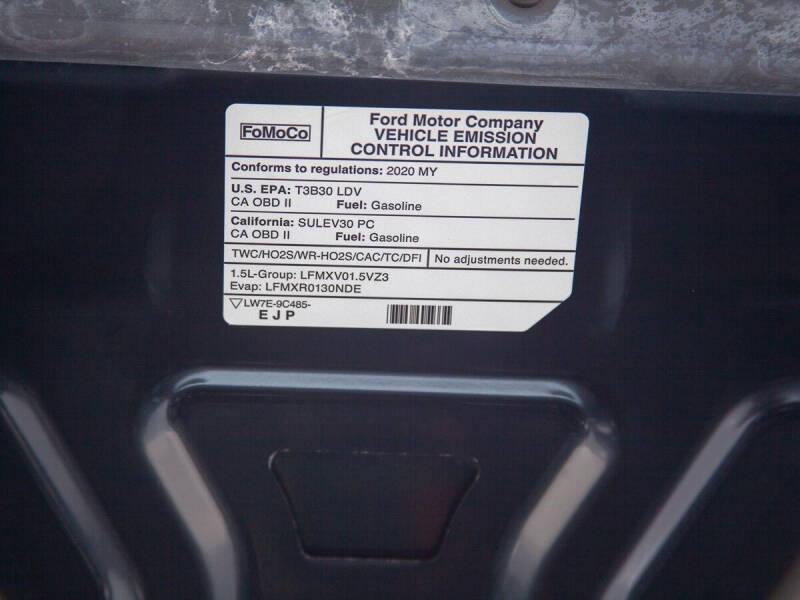 FoMoCo
Ford Motor Company
VEHICLE EMISSION
CONTROL INFORMATION
Conforms to regulations: 2020 MY
U.S. EPA: T3B30 LDV
CA OBD II Fuel: Gasoline
California: SULEV30 PC
CA OBD II Fuel: Gasoline
TWC/HO2S/WR-HO2S/CAC/TC/DFI No adjustments needed.
1.5L-Group: LFMXV01.5VZ3
Evap: LFMXR0130NDE
LW7E-9C485-
E J P